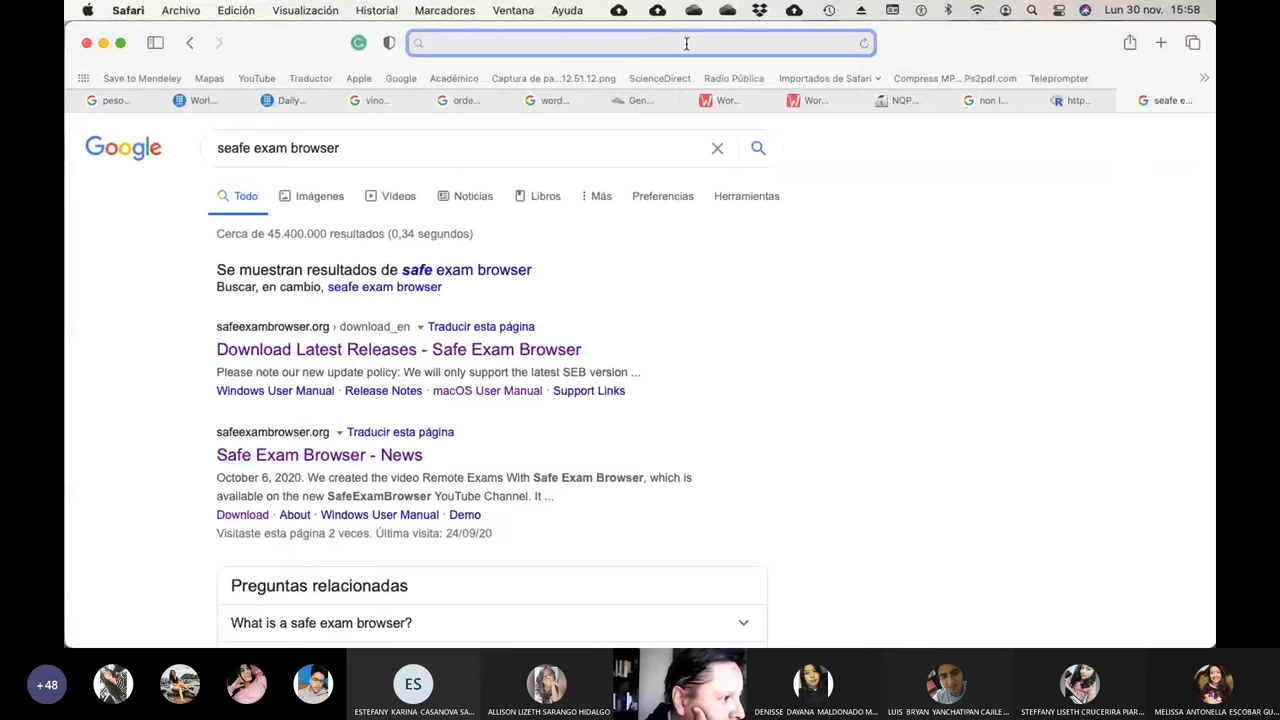 Safari Archivo Edición Visualización Historial Marcadores Ventana Ayuda Lun 30 nov. 15:58
Save to Mendeley Mapas YouTube Traductor Apple Google Académico Captura de pa...12.51.12.png ScienceDirect Radio Pública Importados de Safari Compress MP... Ps2pdf.com Teleprompter
peso... Worl... Daily... vino... orde... word... Gen... Wor... Wor... NQP... non l... http... seafe e...
Google seafe exam browser
Todo Imágenes Vídeos Noticias Libros Más Preferencias Herramientas
Cerca de 45.400.000 resultados (0,34 segundos)
Se muestran resultados de safe exam browser
Buscar, en cambio, seafe exam browser
safeexambrowser.org › download_en Traducir esta página
Download Latest Releases - Safe Exam Browser
Please note our new update policy: We will only support the latest SEB version ...
Windows User Manual · Release Notes · macOS User Manual · Support Links
safeexambrowser.org Traducir esta página
Safe Exam Browser - News
October 6, 2020. We created the video Remote Exams With Safe Exam Browser, which is
available on the new SafeExamBrowser YouTube Channel. It ...
Download · About · Windows User Manual · Demo
Visitaste esta página 2 veces. Última visita: 24/09/20
Preguntas relacionadas
What is a safe exam browser?
+48 ES
ESTEFANY KARINA CASANOVA SA... ALLISON LIZETH SARANGO HIDALGO DENISSE DAYANA MALDONADO M... LUIS BRYAN YANCHATIPAN CAJILE... STEFFANY LISETH CRUCERIRA PIAR... MELISSA ANTONELLA ESCOBAR GU...